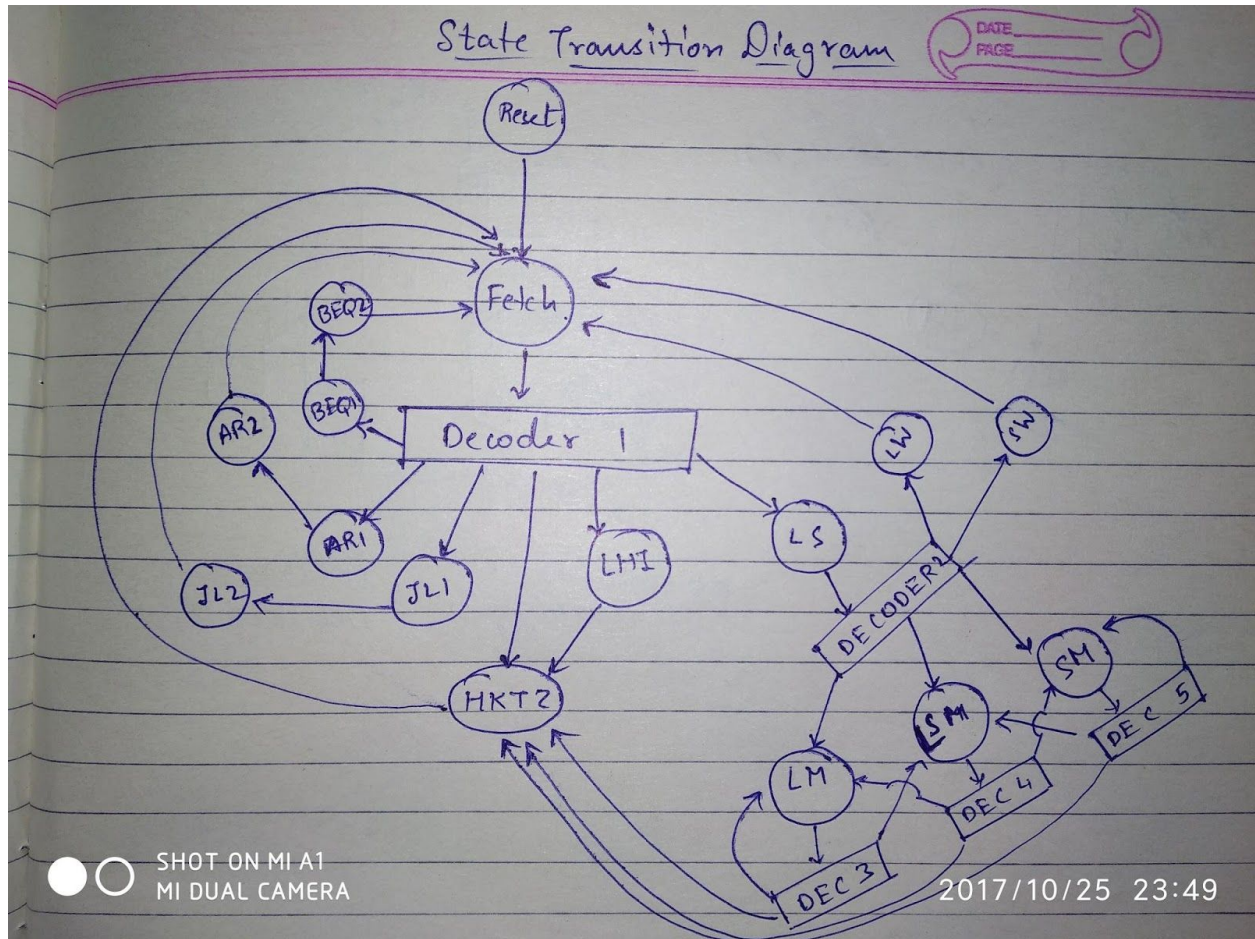 State Transition Diagram
DATE
PAGE
Reset
Fetch
BEQ2
BEQ1
AR2
Decoder 1
LW
SW
AR1
JL2
JL1
LHI
LS
DECODER2
HKT2
SM
LSM
DEC 5
LM
DEC 4
DEC 3
SHOT ON MI A1
MI DUAL CAMERA
2017/10/25 23:49